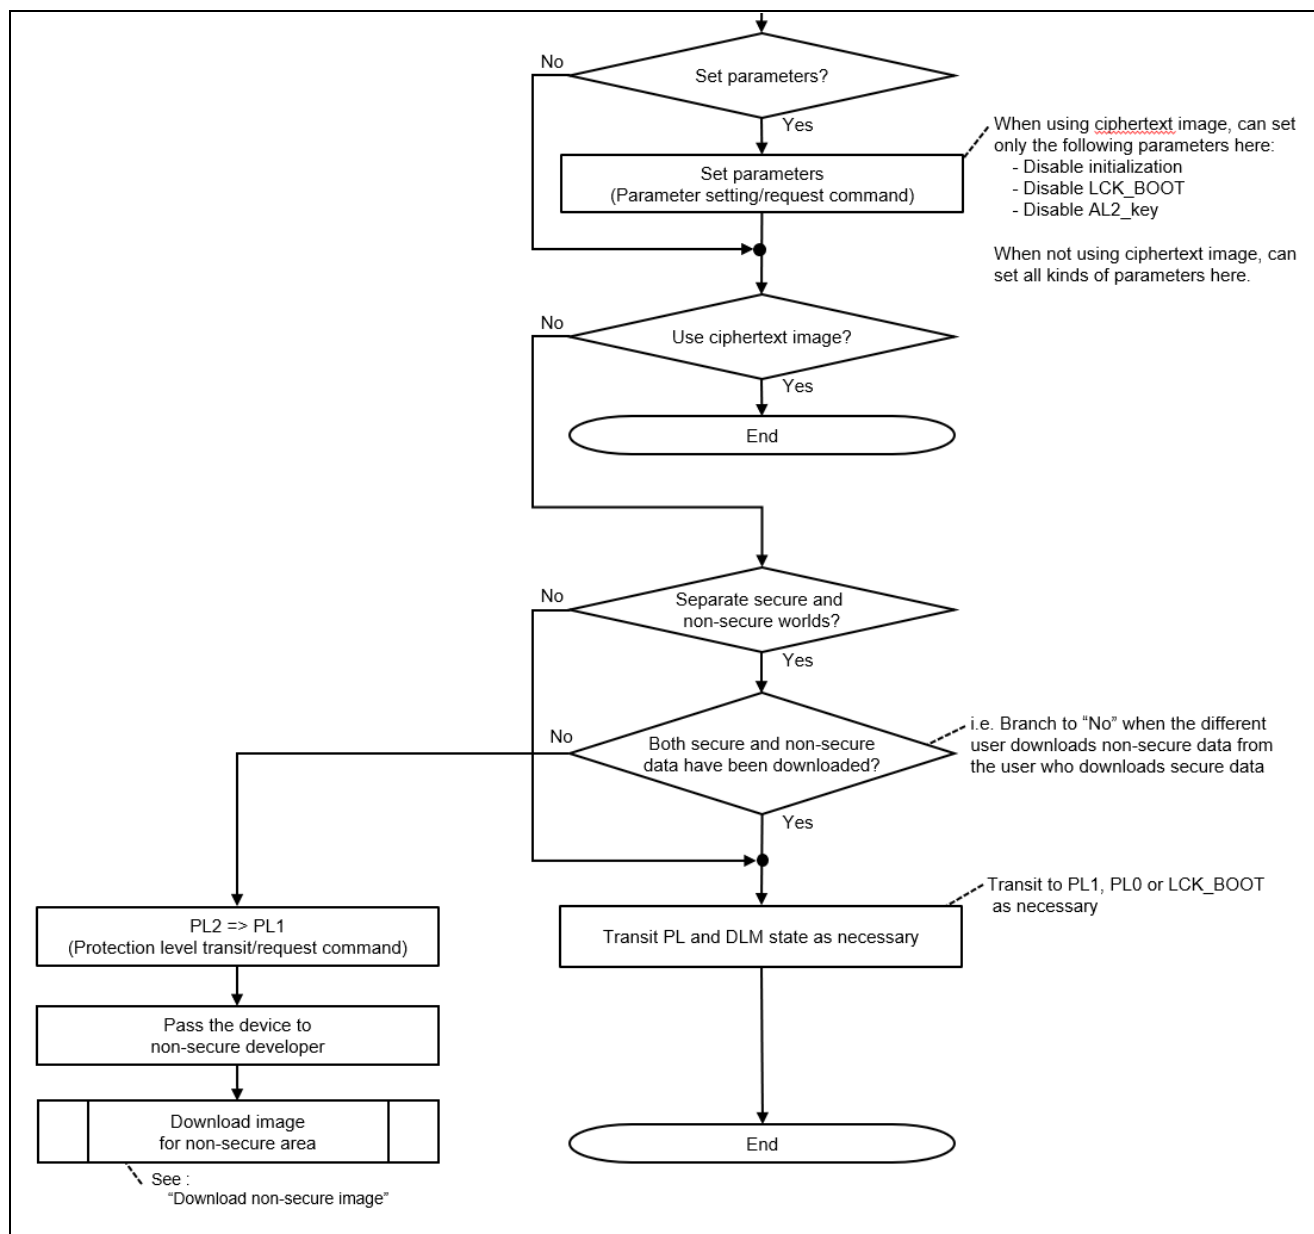 Set parameters?
No
Yes
Set parameters
(Parameter setting/request command)
When using ciphertext image, can set
only the following parameters here:
- Disable initialization
- Disable LCK_BOOT
- Disable AL2_key
When not using ciphertext image, can
set all kinds of parameters here.
Use ciphertext image?
No
Yes
End
Separate secure and
non-secure worlds?
No
Yes
Both secure and non-secure
data have been downloaded?
No
Yes
i.e. Branch to “No” when the different
user downloads non-secure data from
the user who downloads secure data
Transit to PL1, PL0 or LCK_BOOT
as necessary
Transit PL and DLM state as necessary
End
PL2 => PL1
(Protection level transit/request command)
Pass the device to
non-secure developer
Download image
for non-secure area
See :
“Download non-secure image”